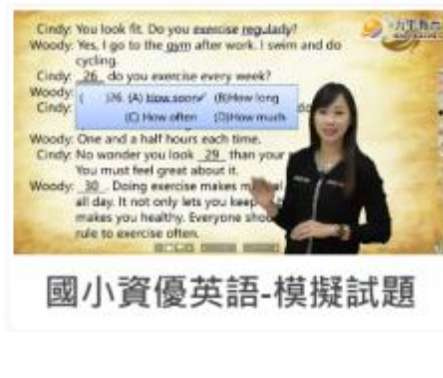 Cindy: You look fit. Do you exercise regularly?
Woody: Yes, I go to the gym after work. I swim and do
cycling.
Cindy: 26 do you exercise every week?
Woody:
( )26. (A) How soon (B)How long
Cindy: do
(C) How often (D)How much
Woody: One and a half hours each time.
Cindy: No wonder you look 29 than your
You must feel great about it.
Woody: 30 . Doing exercise makes m
all day. It not only lets you keep
makes you healthy. Everyone shou
rule to exercise often.
國小資優英語-模擬試題